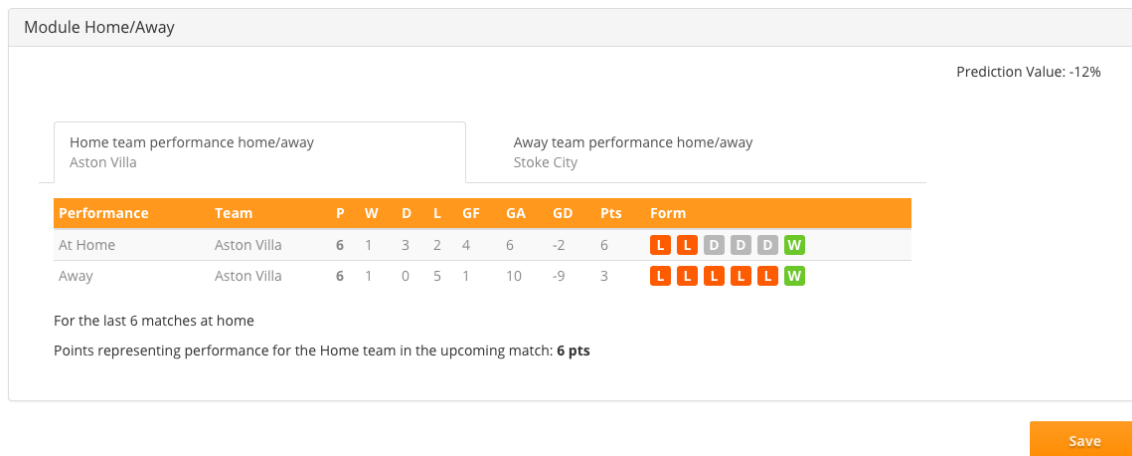 Module Home/Away
Prediction Value: -12%
Home team performance home/away
Aston Villa
Away team performance home/away
Stoke City
Performance Team P W D L GF GA GD Pts Form
At Home Aston Villa 6 1 3 2 4 6 -2 6 L L D D D W
Away Aston Villa 6 1 0 5 1 10 -9 3 L L L L L W
For the last 6 matches at home
Points representing performance for the Home team in the upcoming match: 6 pts
Save